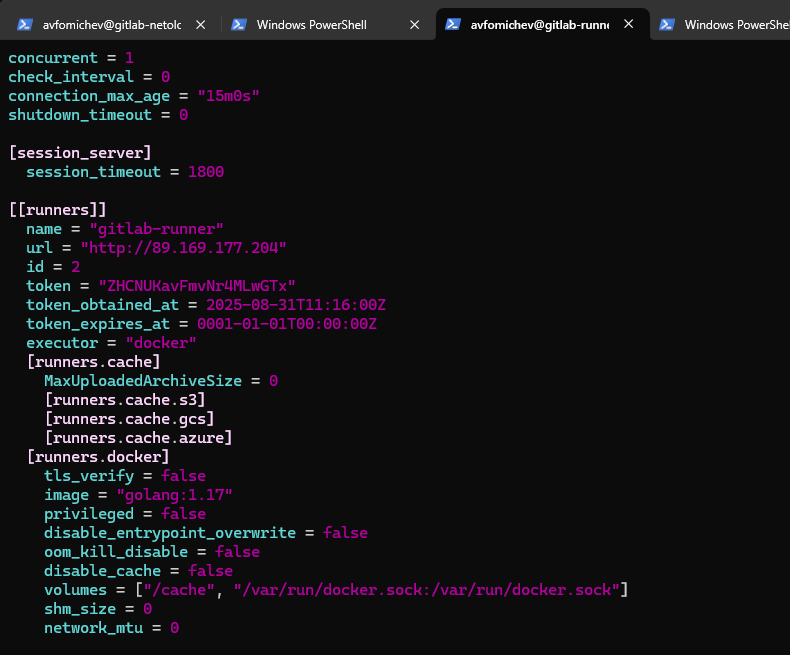 avfomichev@gitlab-netolo
Windows PowerShell
avfomichev@gitlab-runn
Windows PowerShell
concurrent = 1
check_interval = 0
connection_max_age = "15m0s"
shutdown_timeout = 0
[session_server]
  session_timeout = 1800
[[runners]]
  name = "gitlab-runner"
  url = "http://89.169.177.204"
  id = 2
  token = "ZHCNUKavFmvNr4MLwGTx"
  token_obtained_at = 2025-08-31T11:16:00Z
  token_expires_at = 0001-01-01T00:00:00Z
  executor = "docker"
  [runners.cache]
    MaxUploadedArchiveSize = 0
    [runners.cache.s3]
    [runners.cache.gcs]
    [runners.cache.azure]
  [runners.docker]
    tls_verify = false
    image = "golang:1.17"
    privileged = false
    disable_entrypoint_overwrite = false
    oom_kill_disable = false
    disable_cache = false
    volumes = ["/cache", "/var/run/docker.sock:/var/run/docker.sock"]
    shm_size = 0
    network_mtu = 0